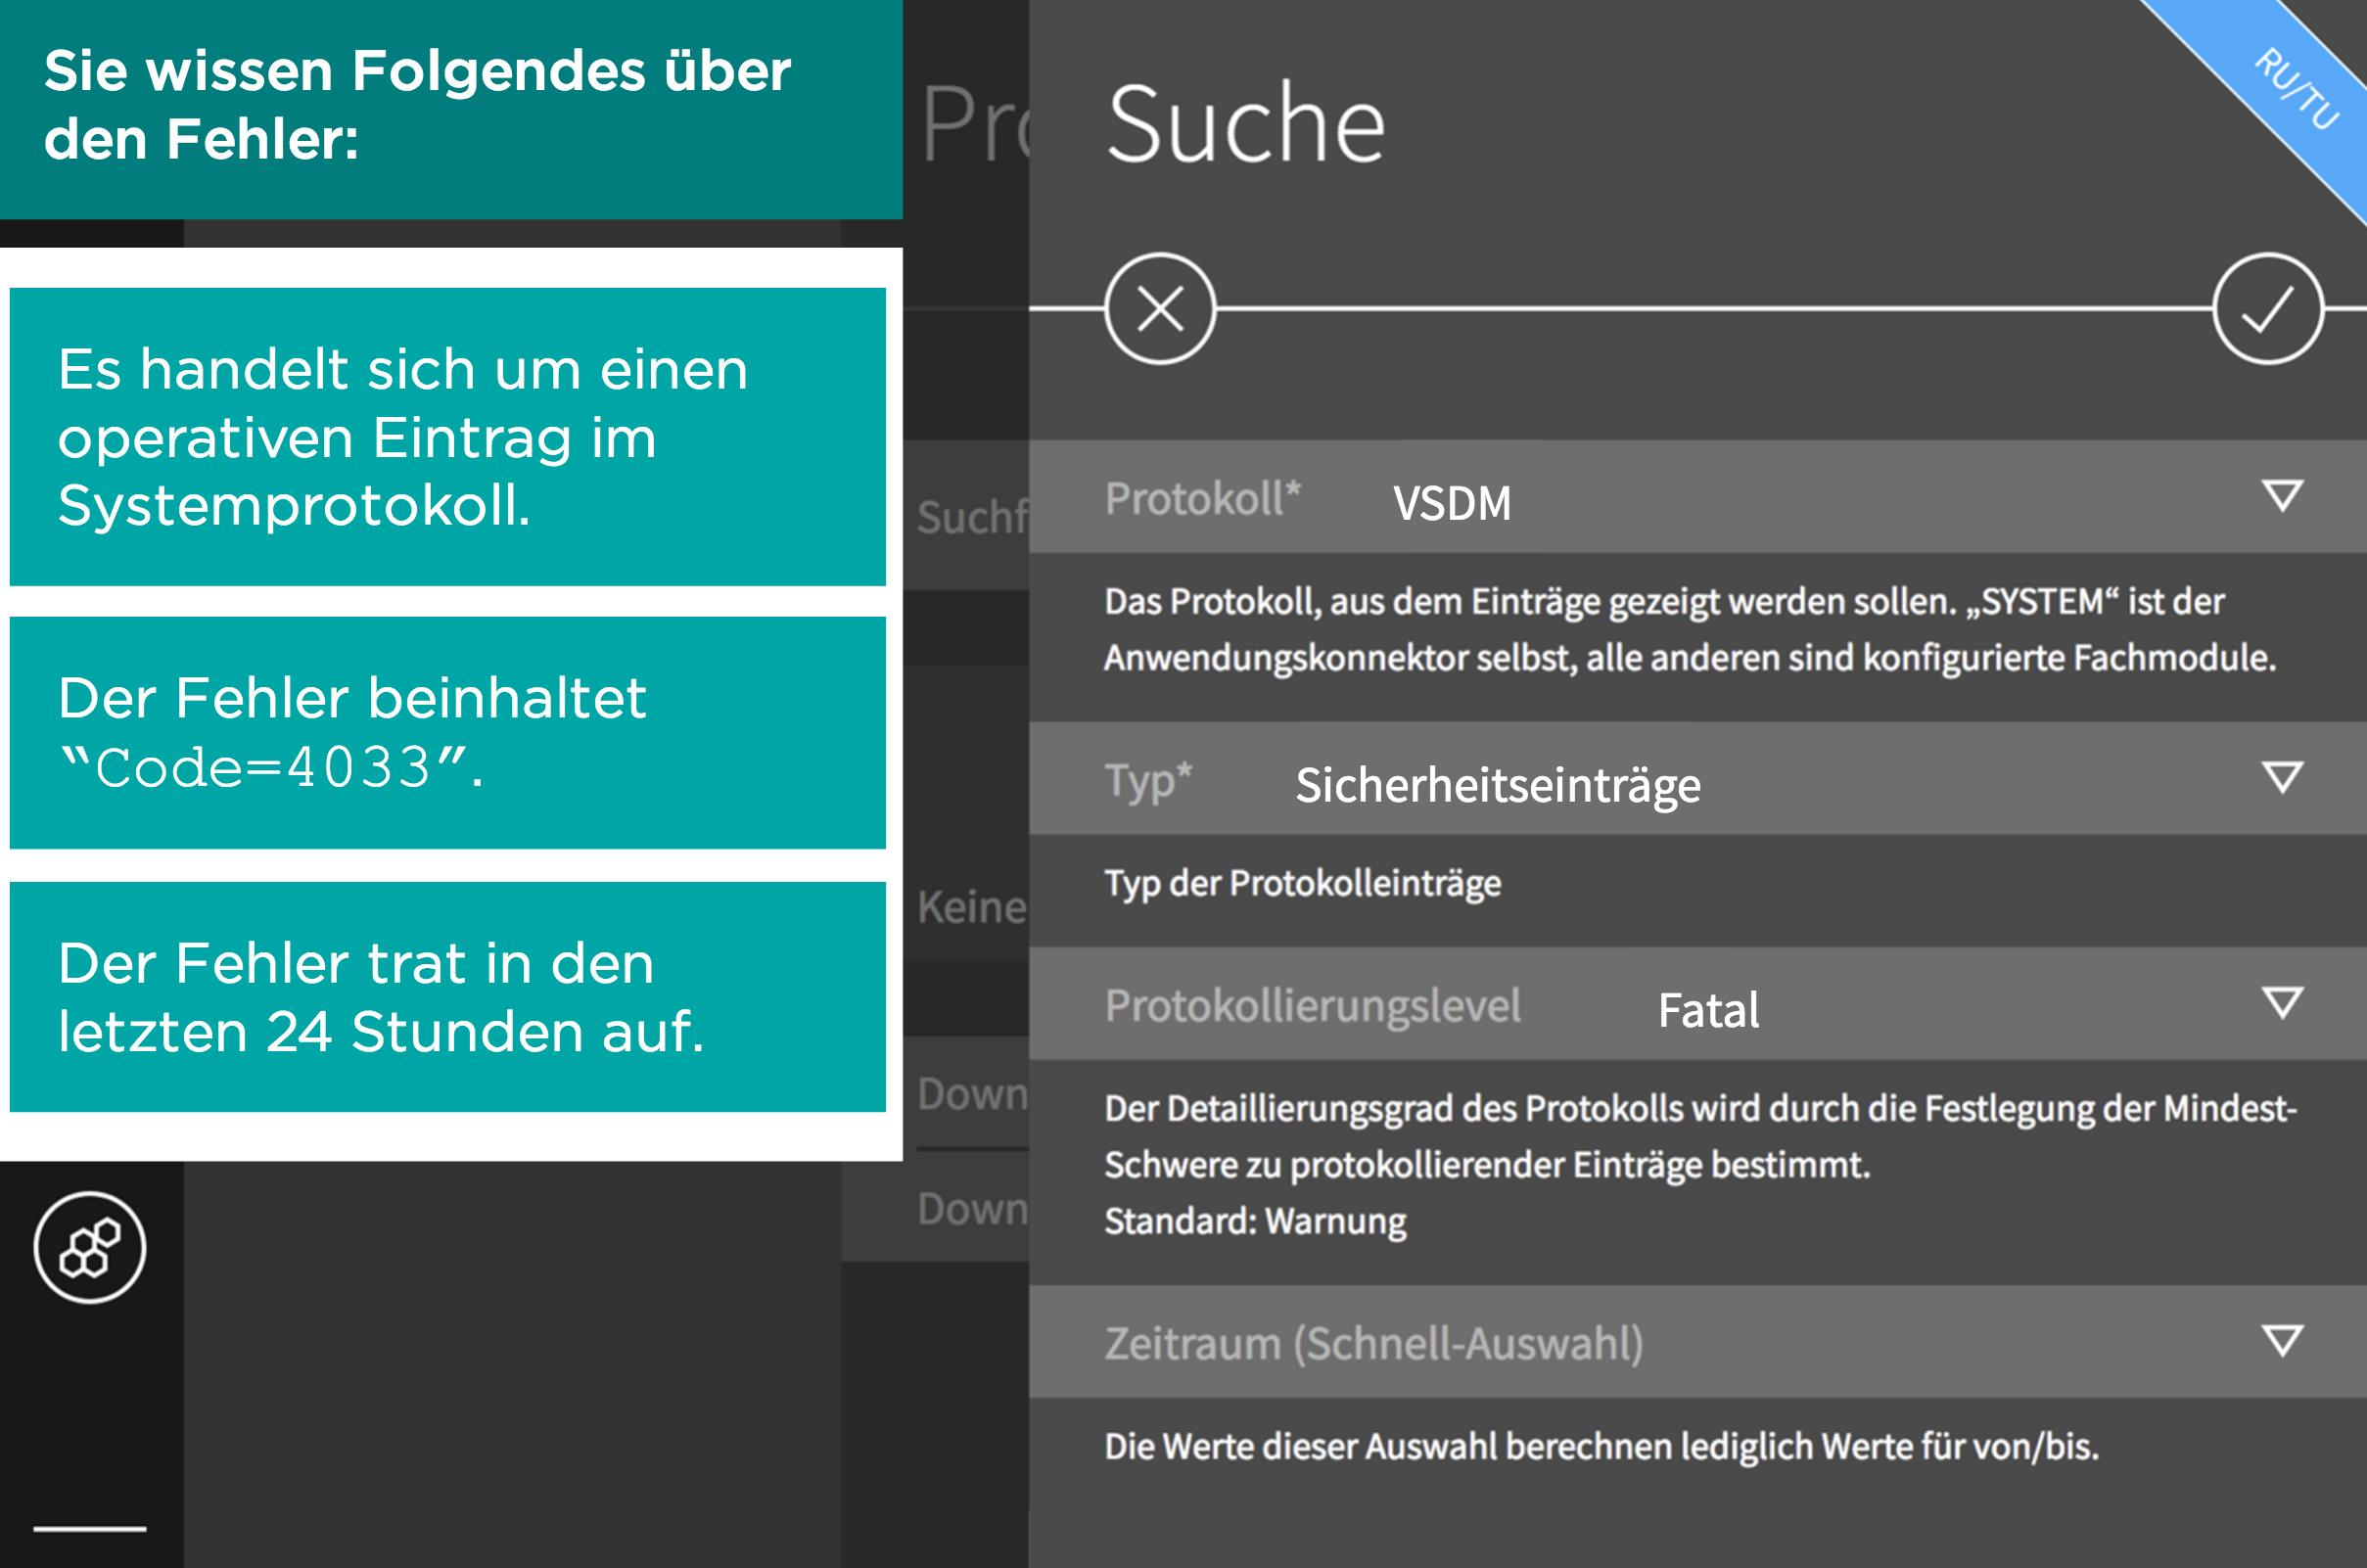 Sie wissen Folgendes über
den Fehler:
Es handelt sich um einen
operativen Eintrag im
Systemprotokoll.
Der Fehler beinhaltet
"Code=4033".
Der Fehler trat in den
letzten 24 Stunden auf.
Pro
Suchf
Keine
Down
Down
Suche
RU/TU
Protokoll* VSDM
Das Protokoll, aus dem Einträge gezeigt werden sollen. „SYSTEM“ ist der
Anwendungskonnektor selbst, alle anderen sind konfigurierte Fachmodule.
Typ* Sicherheitseinträge
Typ der Protokolleinträge
Protokollierungslevel Fatal
Der Detaillierungsgrad des Protokolls wird durch die Festlegung der Mindest-
Schwere zu protokollierender Einträge bestimmt.
Standard: Warnung
Zeitraum (Schnell-Auswahl)
Die Werte dieser Auswahl berechnen lediglich Werte für von/bis.